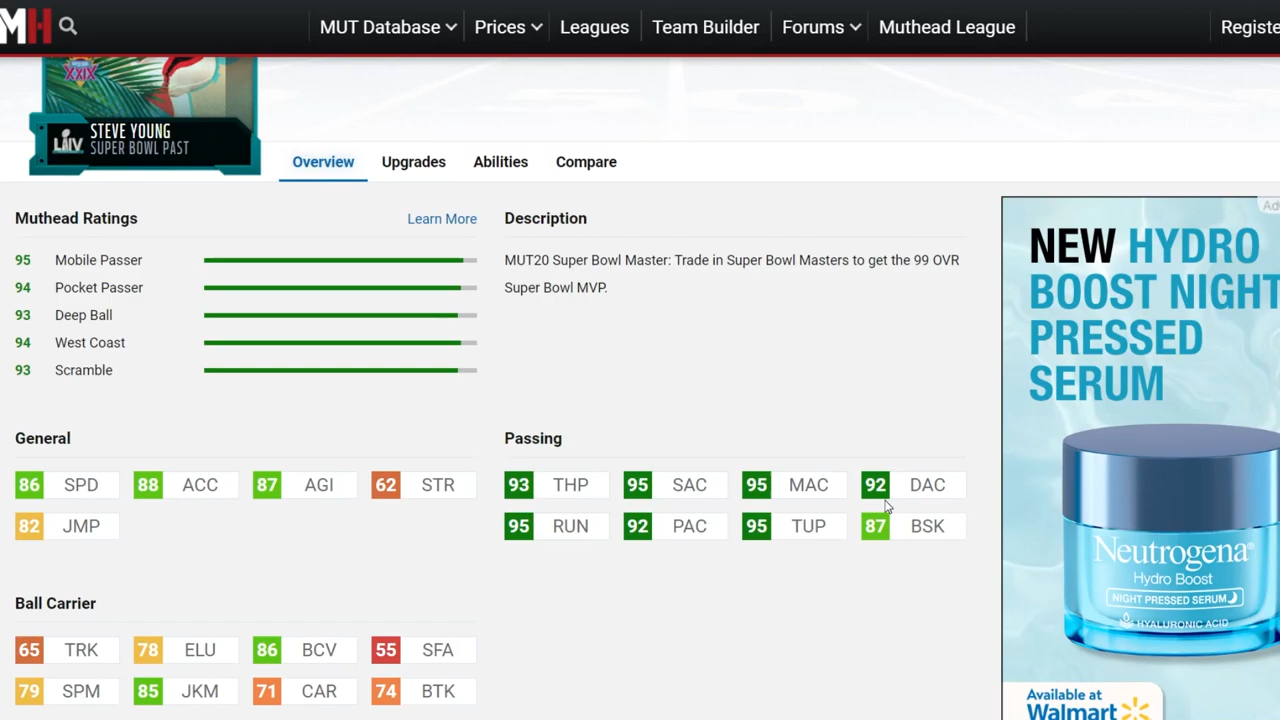 MH
MUT Database
Prices
Leagues
Team Builder
Forums
Muthead League
Registe
XXIX
LIV
STEVE YOUNG
SUPER BOWL PAST
Overview
Upgrades
Abilities
Compare
Muthead Ratings
Learn More
95 Mobile Passer
94 Pocket Passer
93 Deep Ball
94 West Coast
93 Scramble
Description
MUT20 Super Bowl Master: Trade in Super Bowl Masters to get the 99 OVR
Super Bowl MVP.
General
86 SPD 88 ACC 87 AGI 62 STR
82 JMP
Passing
93 THP 95 SAC 95 MAC 92 DAC
95 RUN 92 PAC 95 TUP 87 BSK
Ball Carrier
65 TRK 78 ELU 86 BCV 55 SFA
79 SPM 85 JKM 71 CAR 74 BTK
Ad
NEW HYDRO
BOOST NIGHT
PRESSED
SERUM
Neutrogena®
Hydro Boost
NIGHT PRESSED SERUM
HYALURONIC ACID
Available at
Walmart